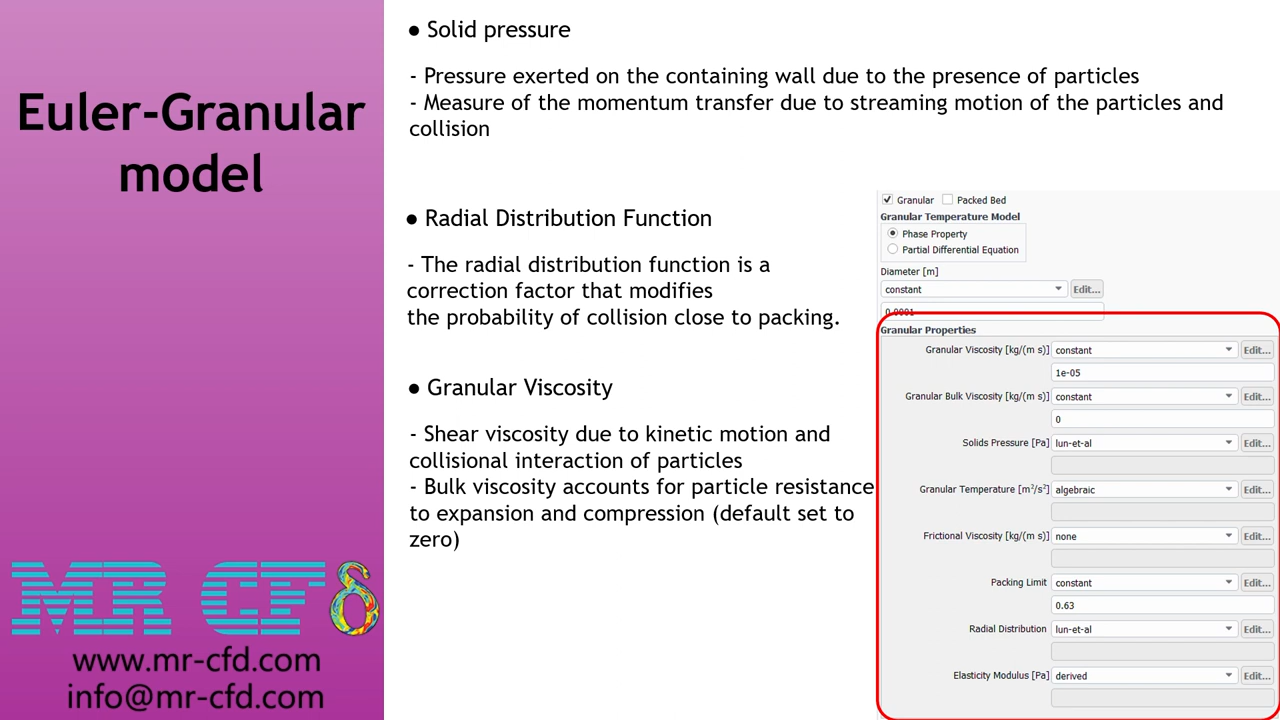 Euler-Granular
model
● Solid pressure
- Pressure exerted on the containing wall due to the presence of particles
- Measure of the momentum transfer due to streaming motion of the particles and
collision
● Radial Distribution Function
- The radial distribution function is a
correction factor that modifies
the probability of collision close to packing.
● Granular Viscosity
- Shear viscosity due to kinetic motion and
collisional interaction of particles
- Bulk viscosity accounts for particle resistance
to expansion and compression (default set to
zero)
Granular Packed Bed
Granular Temperature Model
Phase Property
Partial Differential Equation
Diameter [m]
constant Edit...
0.0001
Granular Properties
Granular Viscosity [kg/(m s)] constant Edit...
1e-05
Granular Bulk Viscosity [kg/(m s)] constant Edit...
0
Solids Pressure [Pa] lun-et-al Edit...
Granular Temperature [m²/s²] algebraic Edit...
Frictional Viscosity [kg/(m s)] none Edit...
Packing Limit constant Edit...
0.63
Radial Distribution lun-et-al Edit...
Elasticity Modulus [Pa] derived Edit...
MR CFδ
www.mr-cfd.com
info@mr-cfd.com